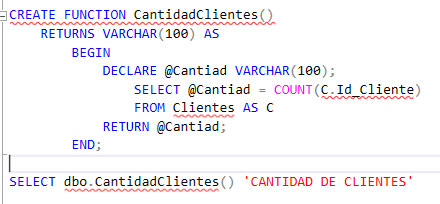 CREATE FUNCTION CantidadClientes()
RETURNS VARCHAR(100) AS
BEGIN
DECLARE @Cantiad VARCHAR(100);
SELECT @Cantiad = COUNT(C.Id_Cliente)
FROM Clientes AS C
RETURN @Cantiad;
END;
SELECT dbo.CantidadClientes() 'CANTIDAD DE CLIENTES'